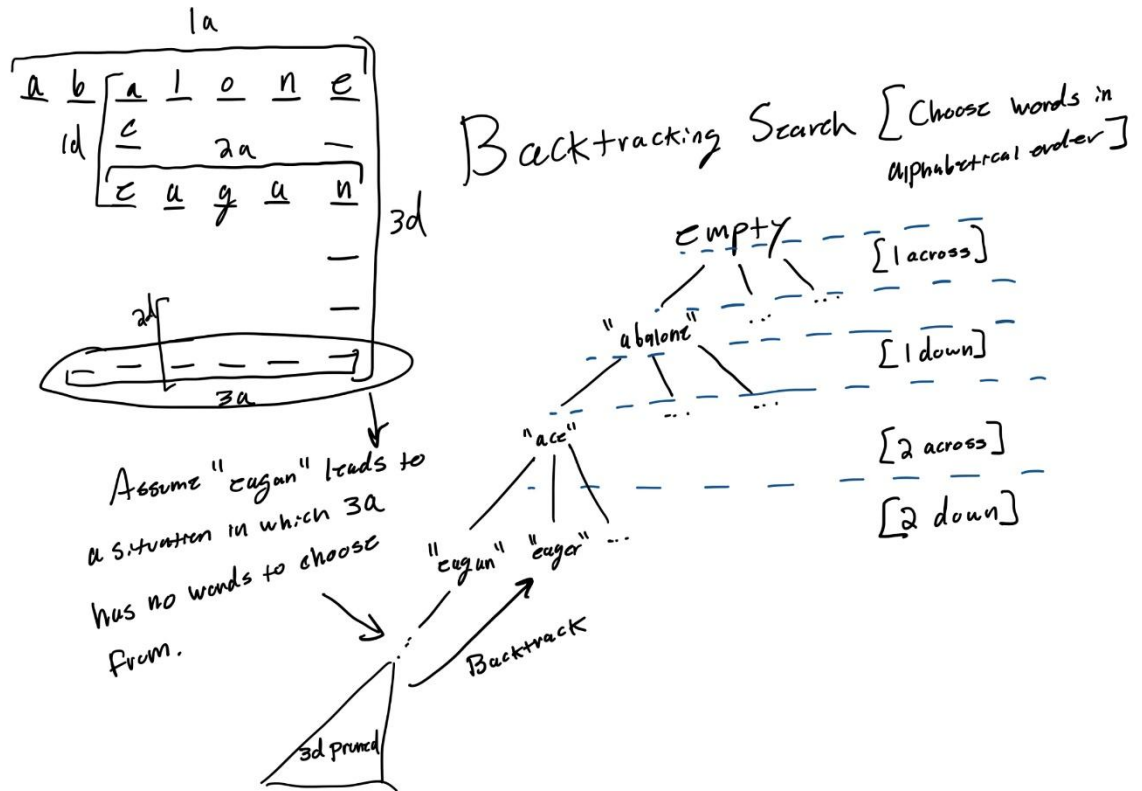 1a
a b a l o n e
1d
c
2a
e a g a n
3d
2d
3a
Backtracking Search [Choose words in
alphabetical order]
empty
[1 across]
... ...
"abalone"
[1 down]
... ...
"ace"
[2 across]
[2 down]
"eagan" "eager" ...
Assume "eagan" leads to
a situation in which 3a
has no words to choose
from.
...
Backtrack
3d pruned